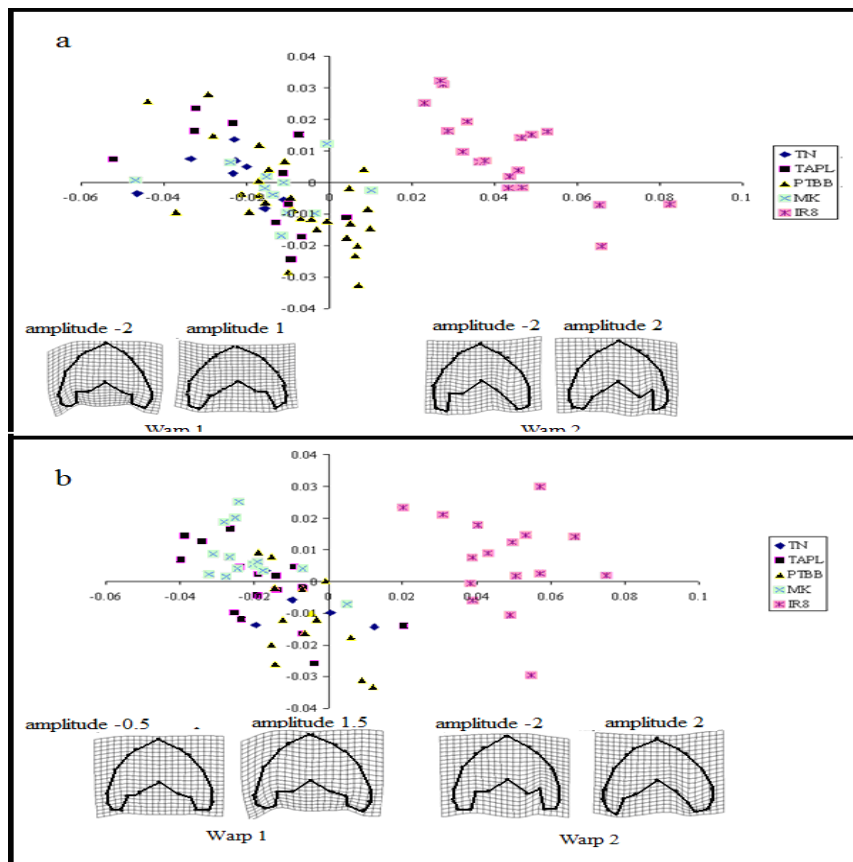 a
0.04
0.03
0.02
0.01
0
-0.06 -0.04 -0.02 0 0.02 0.04 0.06 0.08 0.1
-0.01
-0.02
-0.03
-0.04
TN
TAPL
PTBB
MK
IR8
amplitude -2 amplitude 1 amplitude -2 amplitude 2
Warp 1 Warp 2
b
0.04
0.03
0.02
0.01
0
-0.06 -0.04 -0.02 0 0.02 0.04 0.06 0.08 0.1
-0.01
-0.02
-0.03
-0.04
TN
TAPL
PTBB
MK
IR8
amplitude -0.5 amplitude 1.5 amplitude -2 amplitude 2
Warp 1 Warp 2